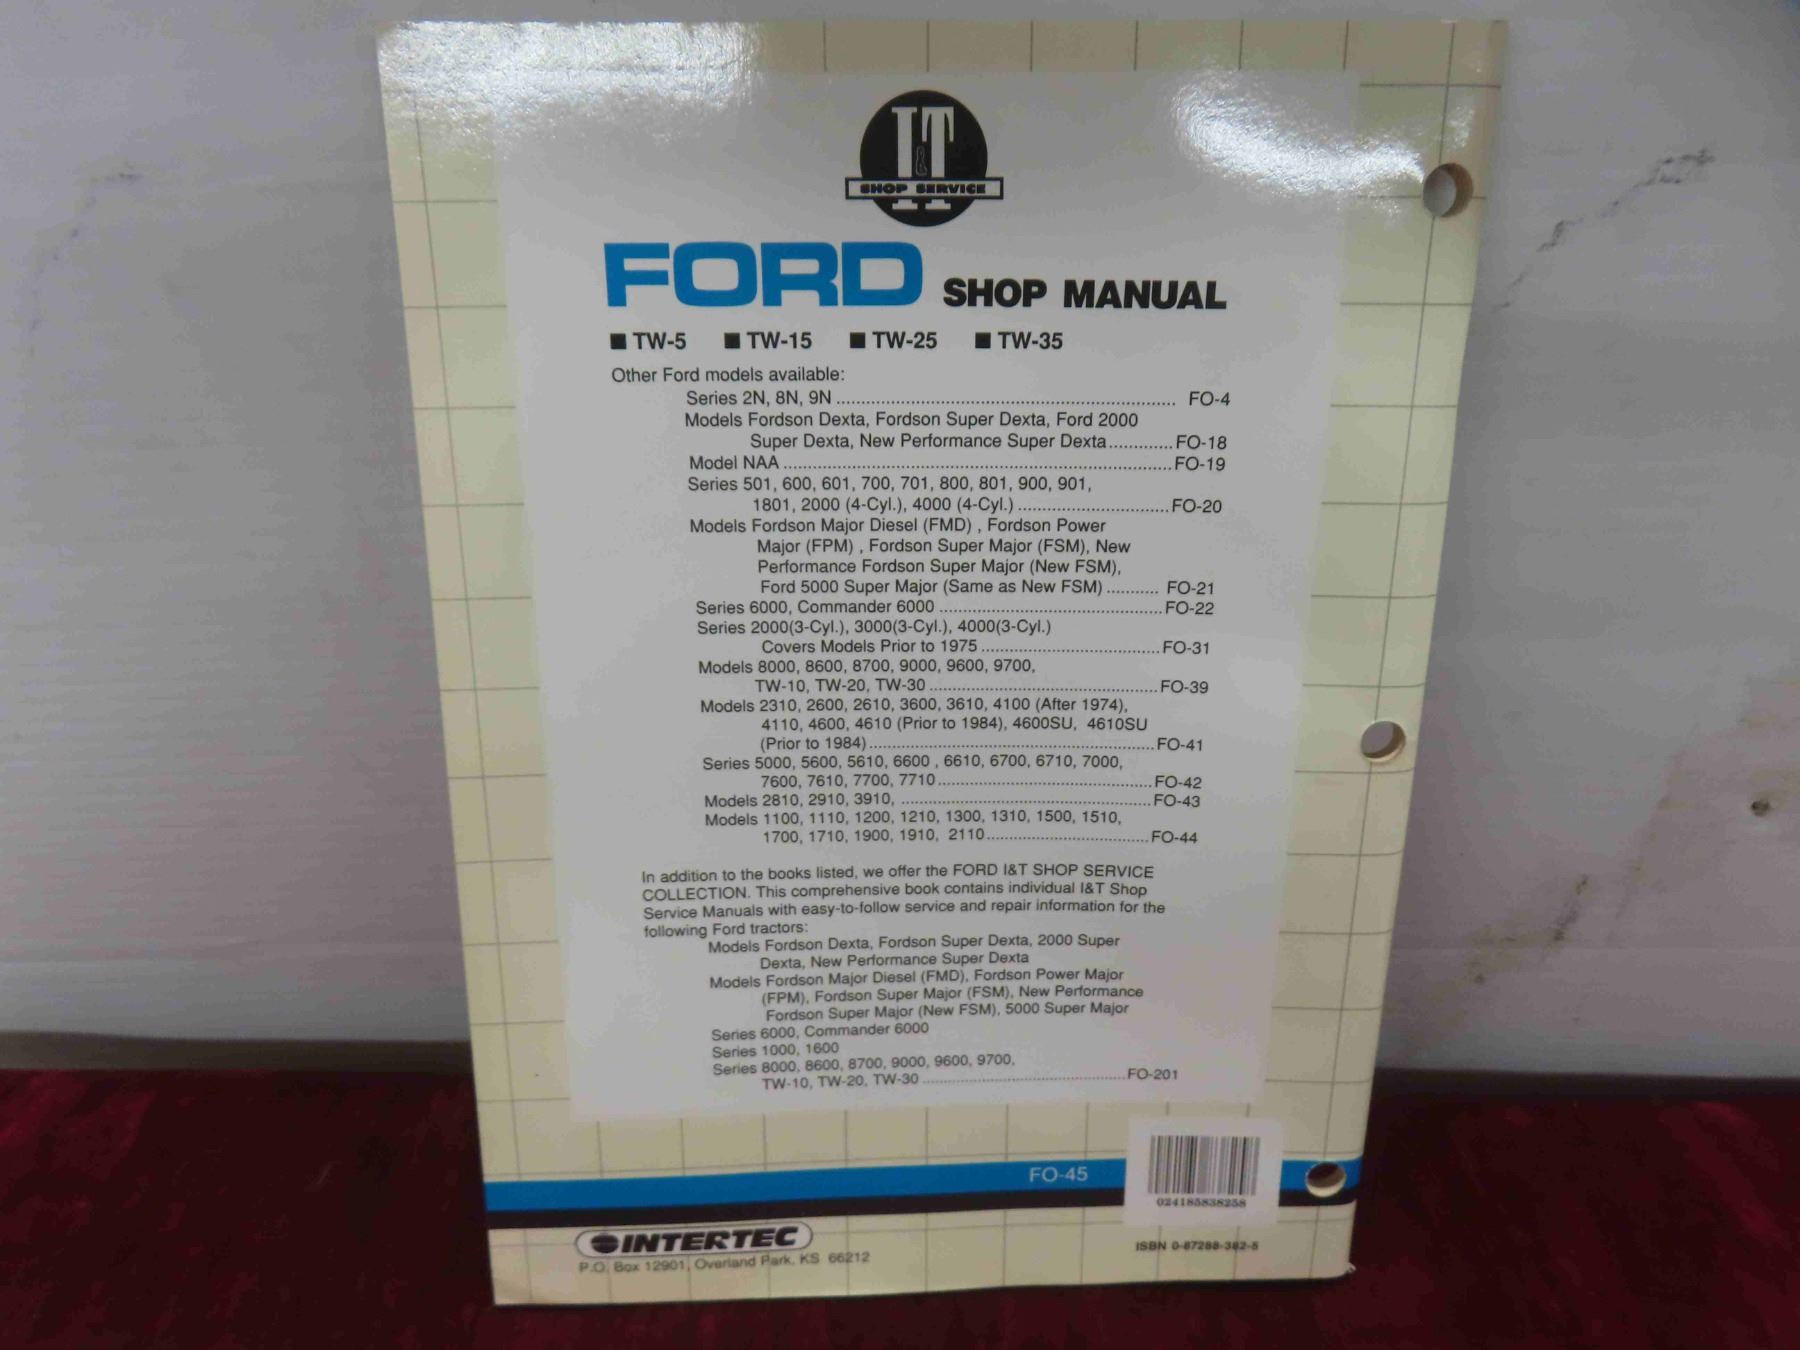 I&T
SHOP SERVICE
FORD SHOP MANUAL
■ TW-5 ■ TW-15 ■ TW-25 ■ TW-35
Other Ford models available:
Series 2N, 8N, 9N ........................................ FO-4
Models Fordson Dexta, Fordson Super Dexta, Ford 2000
Super Dexta, New Performance Super Dexta ............ FO-18
Model NAA ........................................ FO-19
Series 501, 600, 601, 700, 701, 800, 801, 900, 901,
1801, 2000 (4-Cyl.), 4000 (4-Cyl.) ............................ FO-20
Models Fordson Major Diesel (FMD) , Fordson Power
Major (FPM) , Fordson Super Major (FSM), New
Performance Fordson Super Major (New FSM),
Ford 5000 Super Major (Same as New FSM) .......... FO-21
Series 6000, Commander 6000 ........................................ FO-22
Series 2000(3-Cyl.), 3000(3-Cyl.), 4000(3-Cyl.)
Covers Models Prior to 1975 .................................. FO-31
Models 8000, 8600, 8700, 9000, 9600, 9700,
TW-10, TW-20, TW-30 ........................................ FO-39
Models 2310, 2600, 2610, 3600, 3610, 4100 (After 1974),
4110, 4600, 4610 (Prior to 1984), 4600SU, 4610SU
(Prior to 1984) ........................................ FO-41
Series 5000, 5600, 5610, 6600 , 6610, 6700, 6710, 7000,
7600, 7610, 7700, 7710 ........................................ FO-42
Models 2810, 2910, 3910, ........................................ FO-43
Models 1100, 1110, 1200, 1210, 1300, 1310, 1500, 1510,
1700, 1710, 1900, 1910, 2110 .............................. FO-44
In addition to the books listed, we offer the FORD I&T SHOP SERVICE
COLLECTION. This comprehensive book contains individual I&T Shop
Service Manuals with easy-to-follow service and repair information for the
following Ford tractors:
Models Fordson Dexta, Fordson Super Dexta, 2000 Super
Dexta, New Performance Super Dexta
Models Fordson Major Diesel (FMD), Fordson Power Major
(FPM), Fordson Super Major (FSM), New Performance
Fordson Super Major (New FSM), 5000 Super Major
Series 6000, Commander 6000
Series 1000, 1600
Series 8000, 8600, 8700, 9000, 9600, 9700,
TW-10, TW-20, TW-30 ........................................ FO-201
FO-45
024185838258
INTERTEC
P.O. Box 12901, Overland Park, KS 66212
ISBN 0-87288-382-5